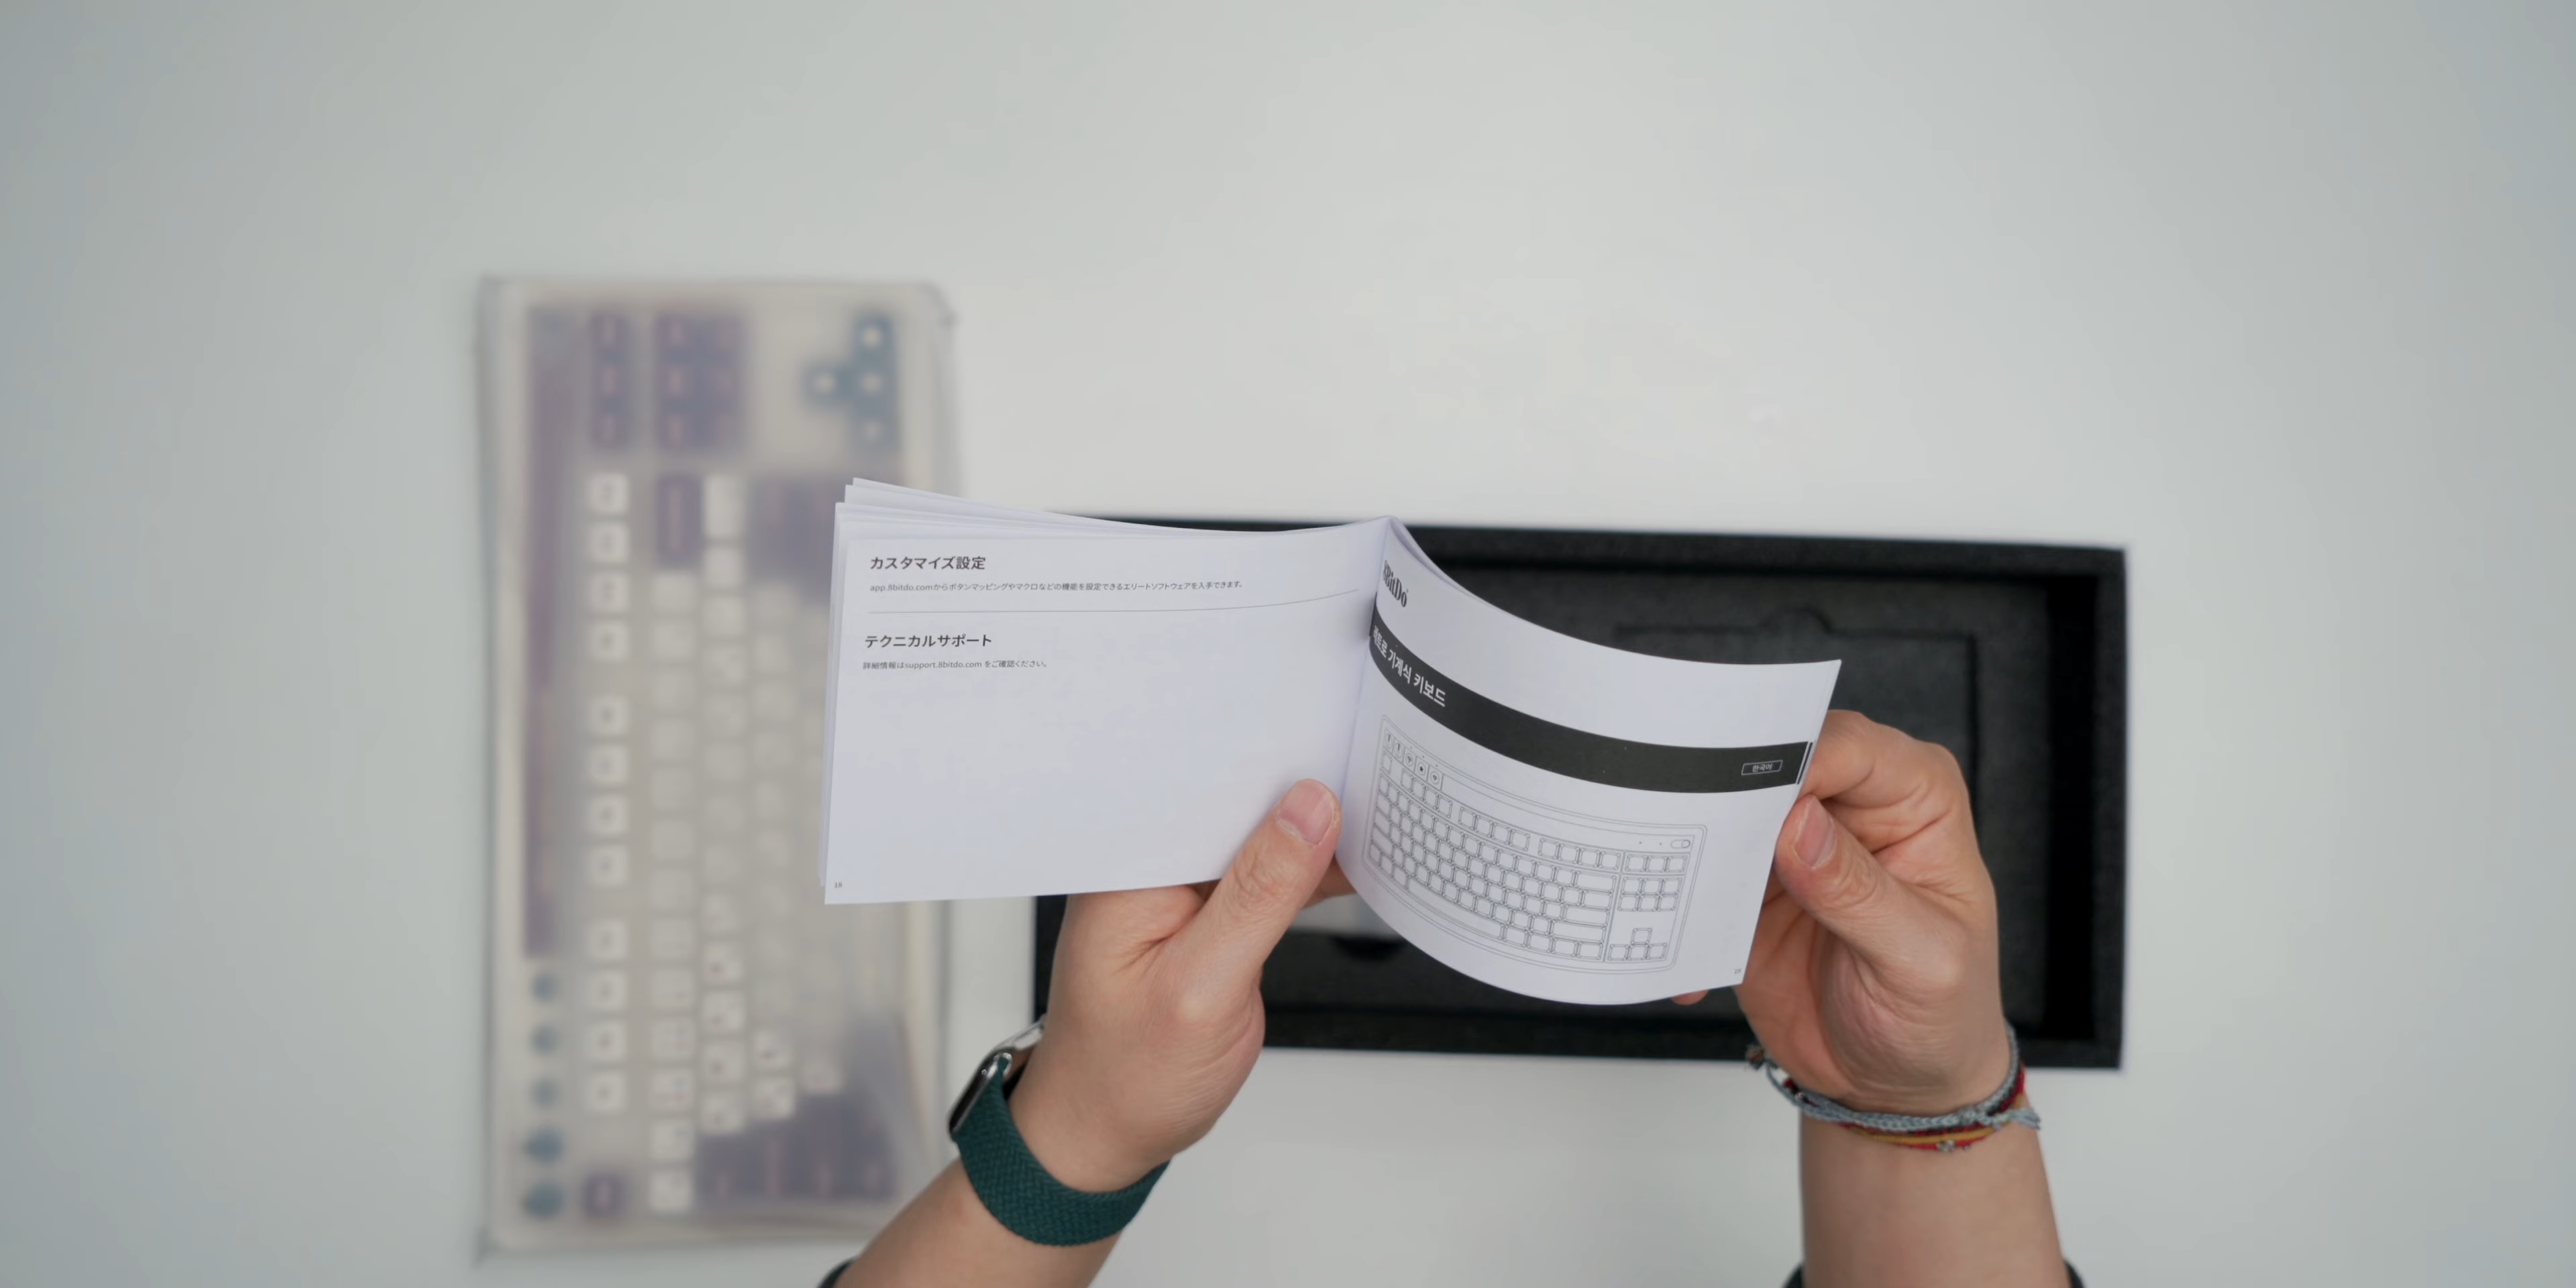 カスタマイズ設定
app.8bitdo.comからボタンマッピングやマクロなどの機能を設定できるエリートソフトウェアを入手できます。
テクニカルサポート
詳細情報はsupport.8bitdo.com をご確認ください。
18
8BitDo
레트로 기계식 키보드
한국어
19